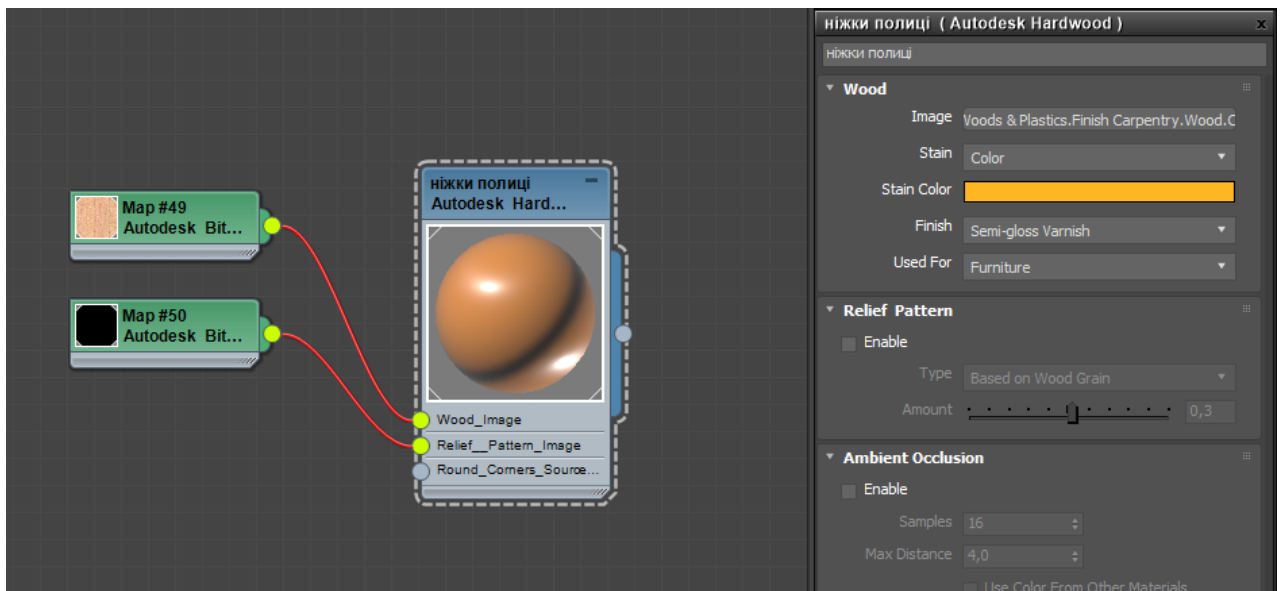 Map #49
Autodesk Bit...
Map #50
Autodesk Bit...
ніжки полиці
Autodesk Hard...
Wood_Image
Relief__Pattern_Image
Round_Corners_Source...
ніжки полиці ( Autodesk Hardwood )
x
ніжки полиці
Wood
Image Voods & Plastics.Finish Carpentry.Wood.C
Stain Color
Stain Color
Finish Semi-gloss Varnish
Used For Furniture
Relief Pattern
Enable
Type Based on Wood Grain
Amount 0,3
Ambient Occlusion
Enable
Samples 16
Max Distance 4,0
Use Color From Other Materials